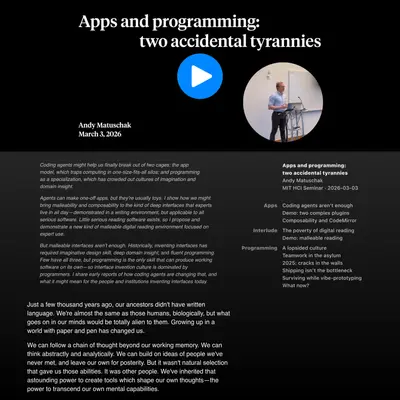 Apps and programming:
two accidental tyrannies
Andy Matuschak
March 3, 2026
Coding agents might help us finally break out of two cages: the app
model, which traps computing in one-size-fits-all silos; and programming
as a specialization, which has crowded out cultures of imagination and
domain insight.
Agents can make one-off apps, but they're usually toys. I show how we might
bring malleability and composability to the kind of deep interfaces that experts
live in all day—demonstrated in a writing environment, but applicable to all
serious software. Little serious reading software exists, so I propose and
demonstrate a new kind of malleable digital reading environment focused on
expert use.
But malleable interfaces aren't enough. Historically, inventing interfaces has
required imaginative design skill, deep domain insight, and fluent programming.
Few have all three, but programming is the only skill that can produce working
software on its own—so interface invention culture is dominated by
programmers. I share early reports of how coding agents are changing that, and
what it might mean for the people and institutions inventing interfaces today.
Apps and programming:
two accidental tyrannies
Andy Matuschak
MIT HCI Seminar · 2026-03-03
Apps
Coding agents aren't enough
Demo: two complex plugins
Composability and CodeMirror
Interlude
The poverty of digital reading
Demo: malleable reading
Programming
A lopsided culture
Teamwork in the asylum
2025: cracks in the walls
Shipping isn't the bottleneck
Surviving while vibe-prototyping
What now?
Just a few thousand years ago, our ancestors didn't have written
language. We're almost the same as those humans, biologically, but what
goes on in our minds would be totally alien to them. Growing up in a
world with paper and pen has changed us.
We can follow a chain of thought beyond our working memory. We can
think abstractly and analytically. We can build on ideas of people we've
never met, and leave our own for posterity. But it wasn't natural selection
that gave us those abilities. It was other people. We've inherited that
astounding power to create tools which shape our own thoughts—the
power to transcend our own mental capabilities.